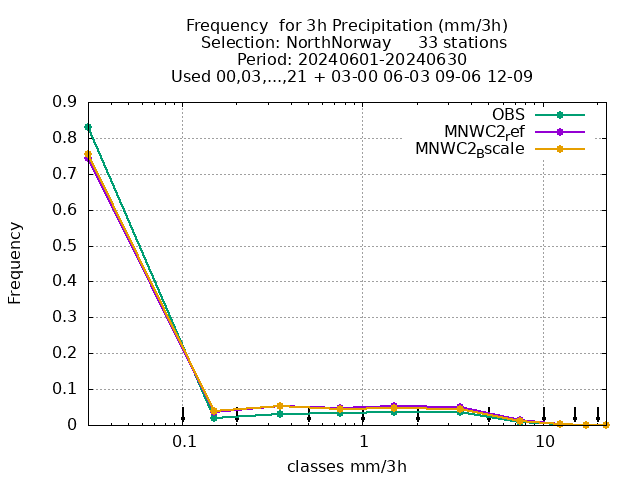 Frequency  for 3h Precipitation (mm/3h)
Selection: NorthNorway     33 stations
Period: 20240601-20240630
Used 00,03,...,21 + 03-00 06-03 09-06 12-09
OBS
MNWC2ref
MNWC2Bscale
0.9
0.8
0.7
0.6
0.5
0.4
0.3
0.2
0.1
0
Frequency
0.1
1
10
classes mm/3h